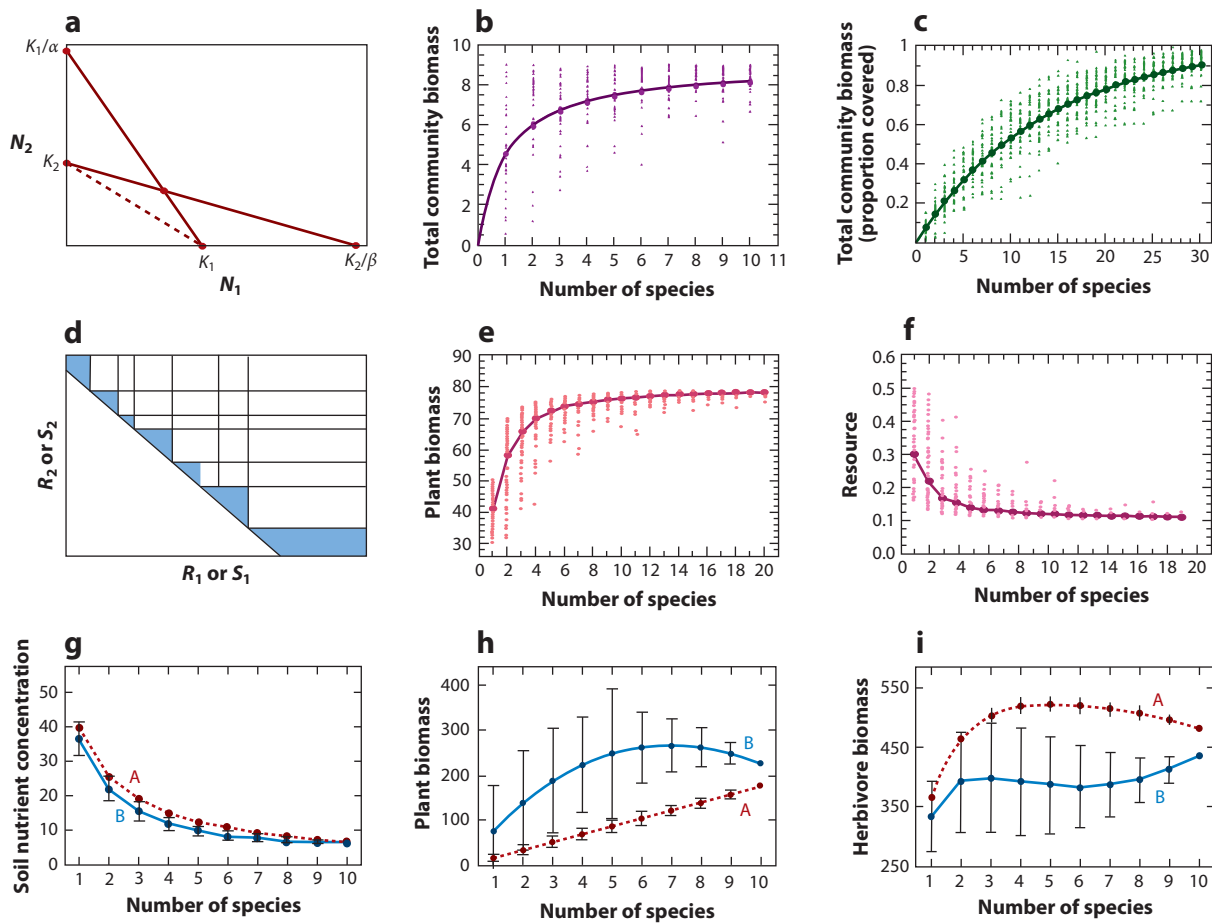 a
K1/α
N2
K2
K1
K2/β
N1
b
Total community biomass
10
8
6
4
2
0
0 1 2 3 4 5 6 7 8 9 10 11
Number of species
c
Total community biomass
(proportion covered)
1
0.8
0.6
0.4
0.2
0 5 10 15 20 25 30
Number of species
d
R2 or S2
R1 or S1
e
Plant biomass
90
80
70
60
50
40
30
0 2 4 6 8 10 12 14 16 18 20
Number of species
f
Resource
0.6
0.5
0.4
0.3
0.2
0.1
0.0
0 2 4 6 8 10 12 14 16 18 20
Number of species
g
Soil nutrient concentration
50
40
30
20
10
0
A
B
1 2 3 4 5 6 7 8 9 10
Number of species
h
Plant biomass
400
300
200
100
0
B
A
1 2 3 4 5 6 7 8 9 10
Number of species
i
Herbivore biomass
550
450
350
250
A
B
1 2 3 4 5 6 7 8 9 10
Number of species